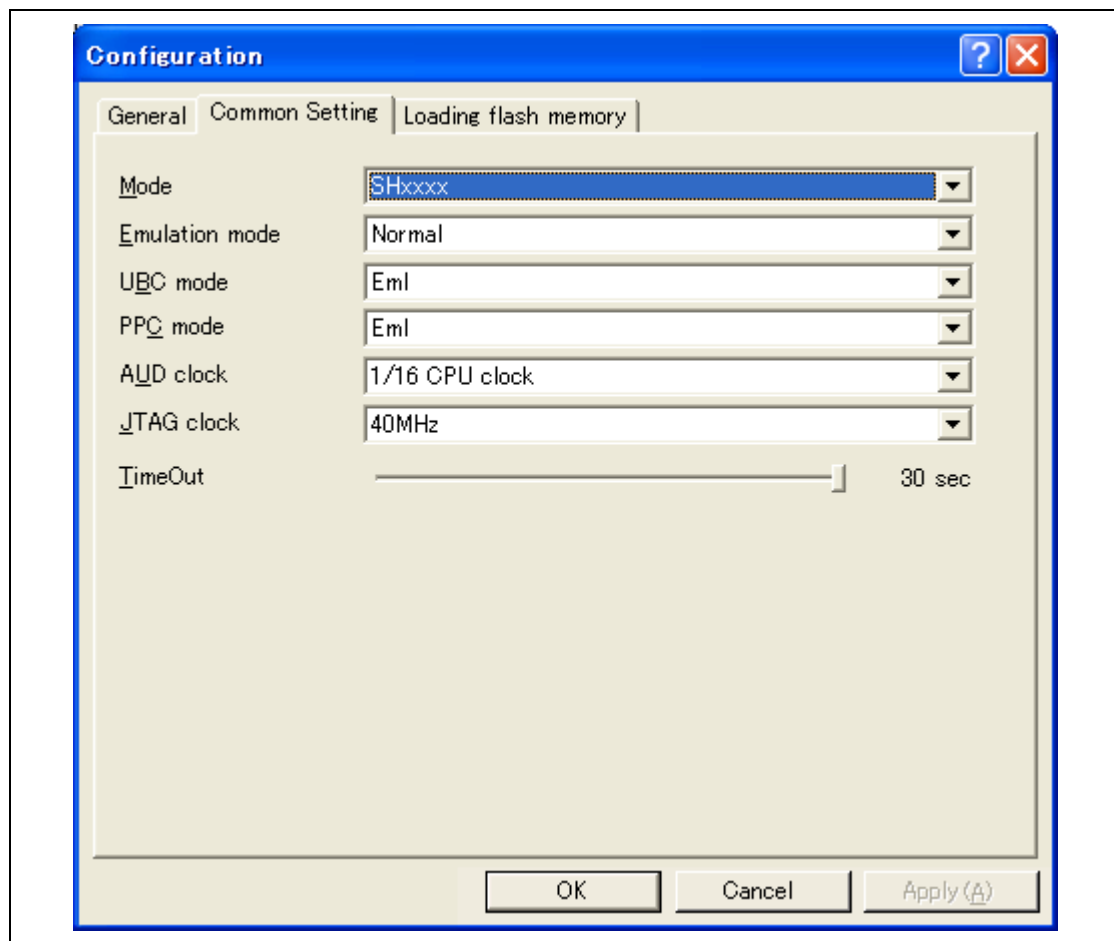 Configuration
General Common Setting Loading flash memory
Mode SHxxxx
Emulation mode Normal
UBC mode Eml
PPC mode Eml
AUD clock 1/16 CPU clock
JTAG clock 40MHz
TimeOut 30 sec
OK Cancel Apply(A)